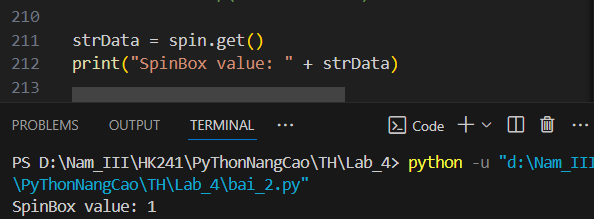 210
211 strData = spin.get()
212 print("SpinBox value: " + strData)
213
PROBLEMS OUTPUT TERMINAL ··· Code
PS D:\Nam_III\HK241\PyThonNangCao\TH\Lab_4> python -u "d:\Nam_III
\PyThonNangCao\TH\Lab_4\bai_2.py"
SpinBox value: 1